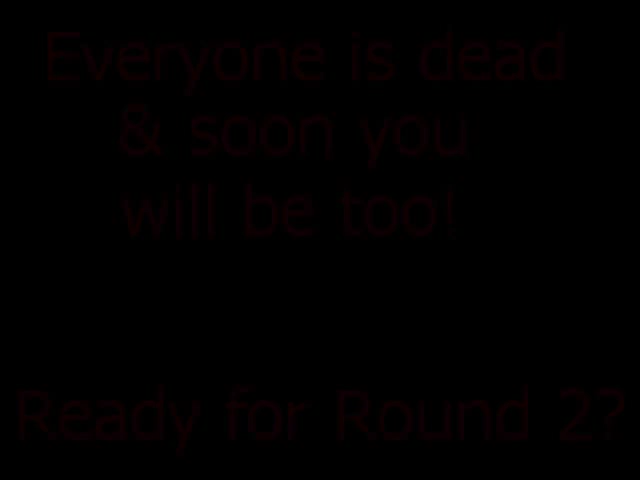 Everyone is dead
& soon you
will be too!
Ready for Round 2?